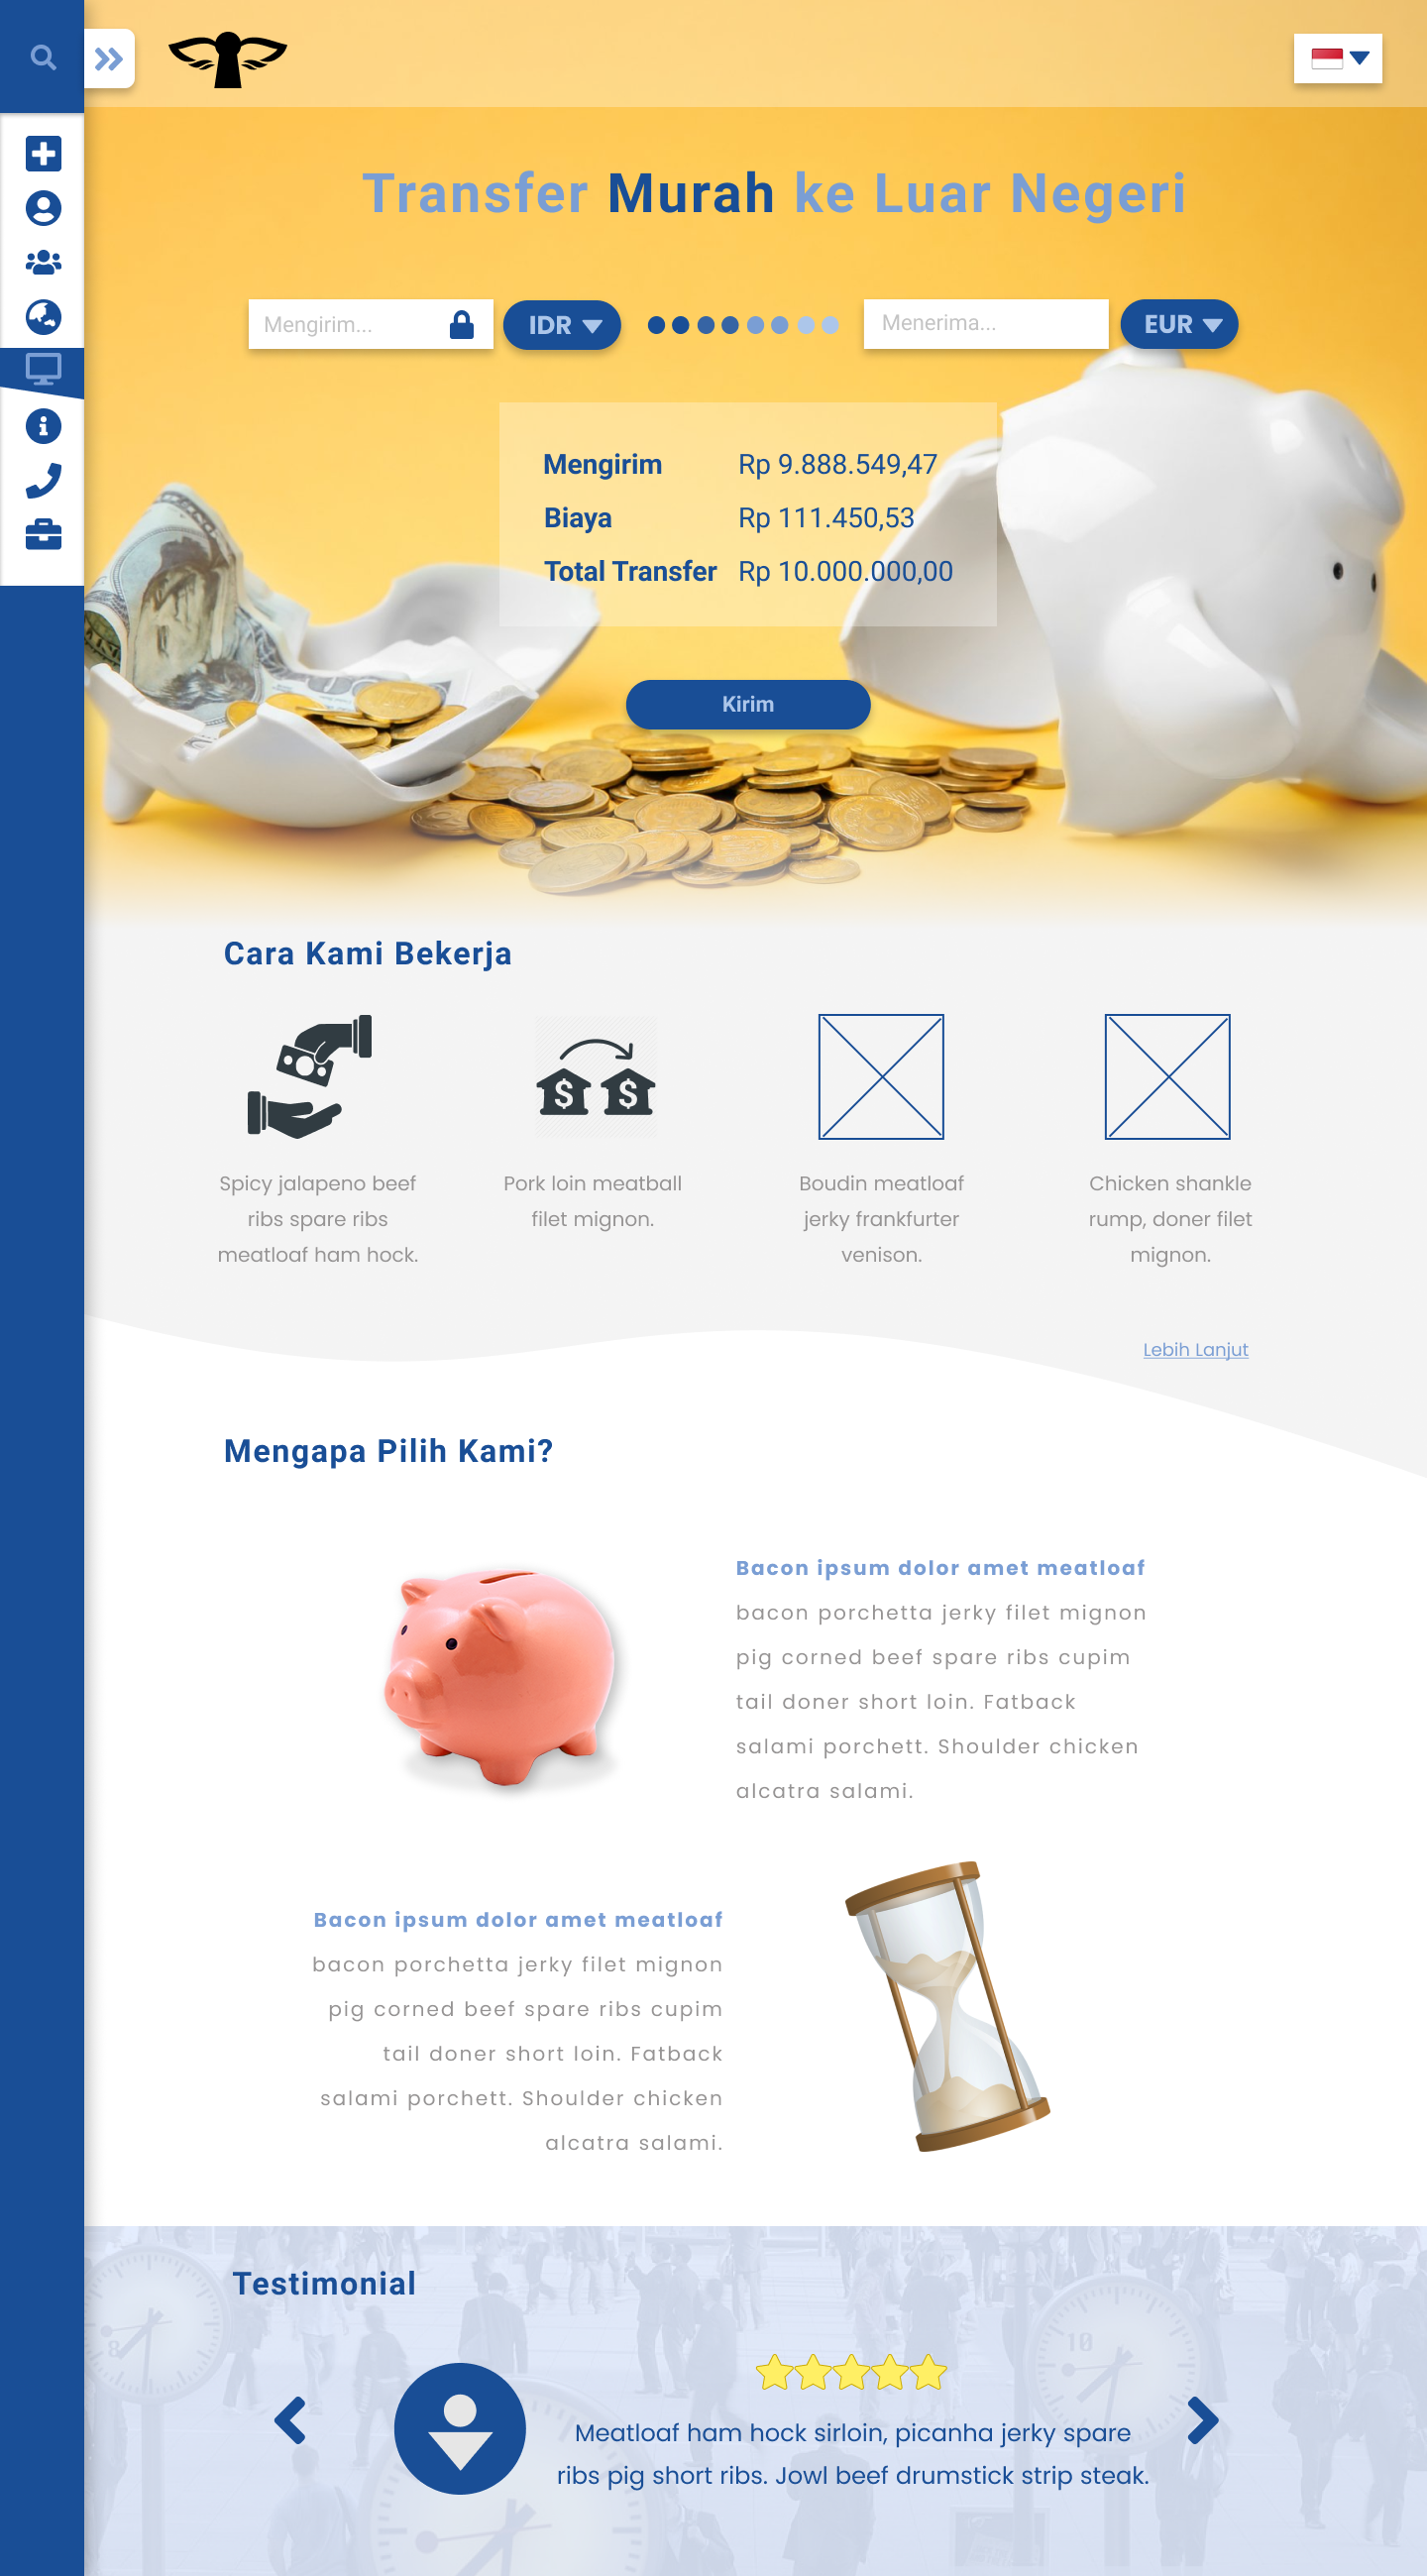 Transfer Murah ke Luar Negeri
Mengirim...
IDR
Menerima...
EUR
Mengirim Rp 9.888.549,47
Biaya Rp 111.450,53
Total Transfer Rp 10.000.000,00
Kirim
Cara Kami Bekerja
$ $
Spicy jalapeno beef
ribs spare ribs
meatloaf ham hock.
Pork loin meatball
filet mignon.
Boudin meatloaf
jerky frankfurter
venison.
Chicken shankle
rump, doner filet
mignon.
Lebih Lanjut
Mengapa Pilih Kami?
Bacon ipsum dolor amet meatloaf
bacon porchetta jerky filet mignon
pig corned beef spare ribs cupim
tail doner short loin. Fatback
salami porchett. Shoulder chicken
alcatra salami.
Bacon ipsum dolor amet meatloaf
bacon porchetta jerky filet mignon
pig corned beef spare ribs cupim
tail doner short loin. Fatback
salami porchett. Shoulder chicken
alcatra salami.
Testimonial
8
10
Meatloaf ham hock sirloin, picanha jerky spare
ribs pig short ribs. Jowl beef drumstick strip steak.